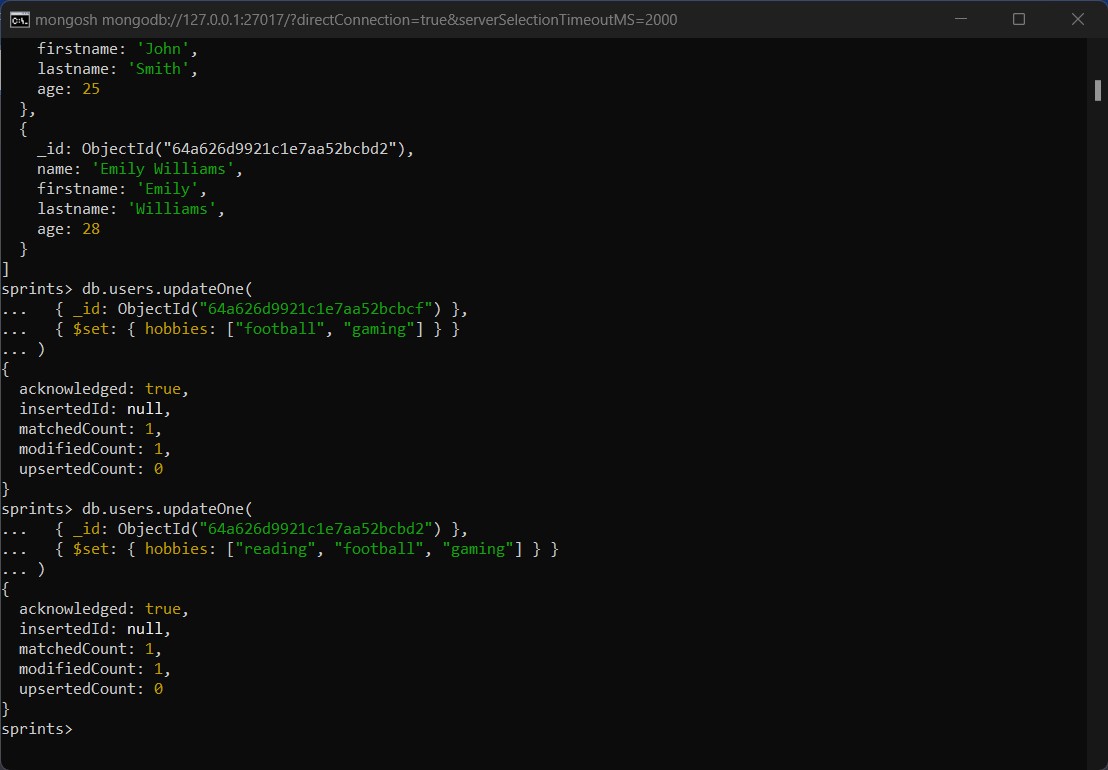 mongosh mongodb://127.0.0.1:27017/?directConnection=true&serverSelectionTimeoutMS=2000
    firstname: 'John',
    lastname: 'Smith',
    age: 25
  },
  {
    _id: ObjectId("64a626d9921c1e7aa52bcbd2"),
    name: 'Emily Williams',
    firstname: 'Emily',
    lastname: 'Williams',
    age: 28
  }
]
sprints> db.users.updateOne(
...   { _id: ObjectId("64a626d9921c1e7aa52bcbcf") },
...   { $set: { hobbies: ["football", "gaming"] } }
... )
{
  acknowledged: true,
  insertedId: null,
  matchedCount: 1,
  modifiedCount: 1,
  upsertedCount: 0
}
sprints> db.users.updateOne(
...   { _id: ObjectId("64a626d9921c1e7aa52bcbd2") },
...   { $set: { hobbies: ["reading", "football", "gaming"] } }
... )
{
  acknowledged: true,
  insertedId: null,
  matchedCount: 1,
  modifiedCount: 1,
  upsertedCount: 0
}
sprints>